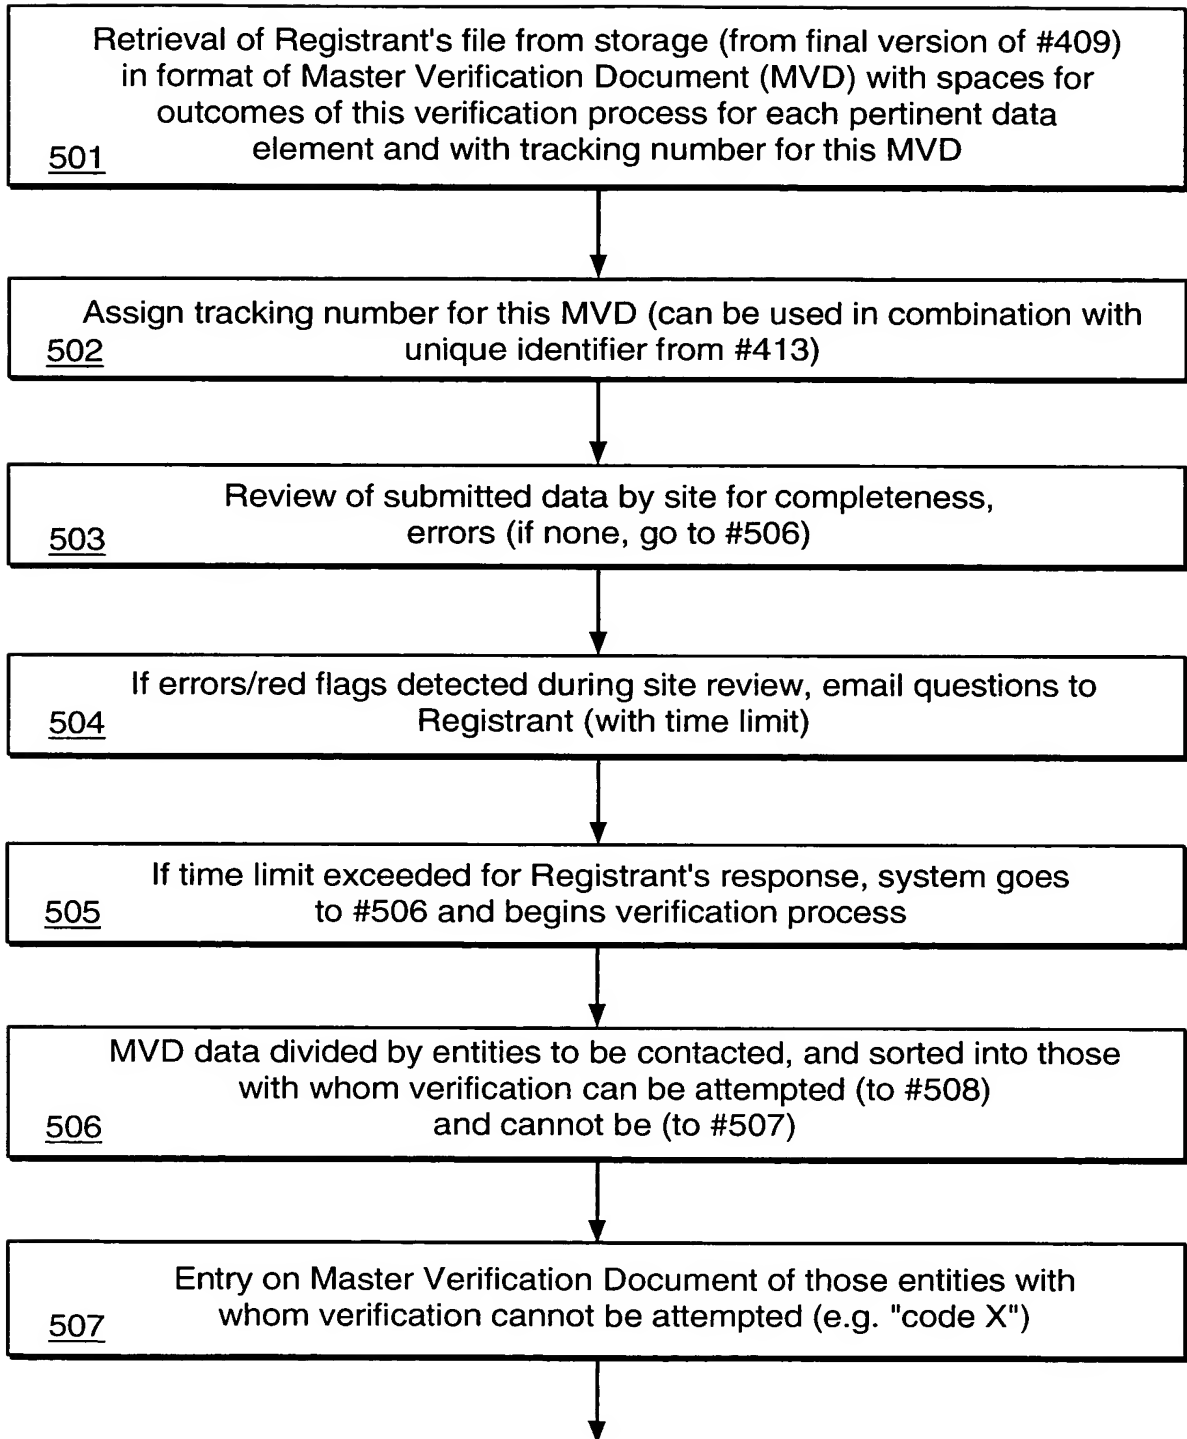 Retrieval of Registrant's file from storage (from final version of #409)
in format of Master Verification Document (MVD) with spaces for
outcomes of this verification process for each pertinent data
element and with tracking number for this MVD
501
Assign tracking number for this MVD (can be used in combination with
unique identifier from #413)
502
Review of submitted data by site for completeness,
errors (if none, go to #506)
503
If errors/red flags detected during site review, email questions to
Registrant (with time limit)
504
If time limit exceeded for Registrant's response, system goes
to #506 and begins verification process
505
MVD data divided by entities to be contacted, and sorted into those
with whom verification can be attempted (to #508)
and cannot be (to #507)
506
Entry on Master Verification Document of those entities with
whom verification cannot be attempted (e.g. "code X")
507